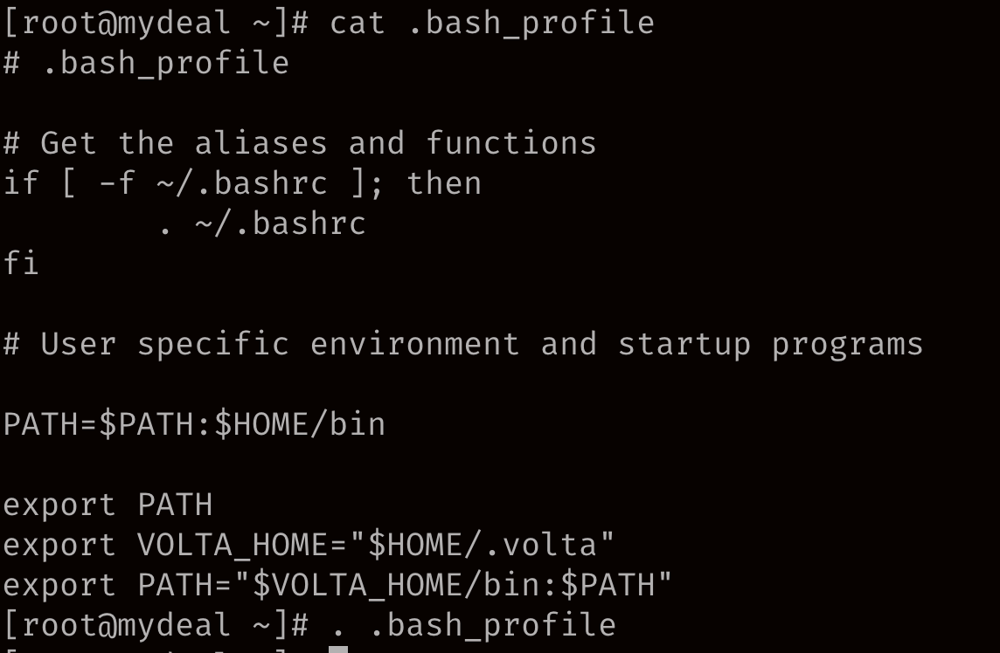 [root@mydeal ~]# cat .bash_profile
# .bash_profile
# Get the aliases and functions
if [ -f ~/.bashrc ]; then
        . ~/.bashrc
fi
# User specific environment and startup programs
PATH=$PATH:$HOME/bin
export PATH
export VOLTA_HOME="$HOME/.volta"
export PATH="$VOLTA_HOME/bin:$PATH"
[root@mydeal ~]# . .bash_profile